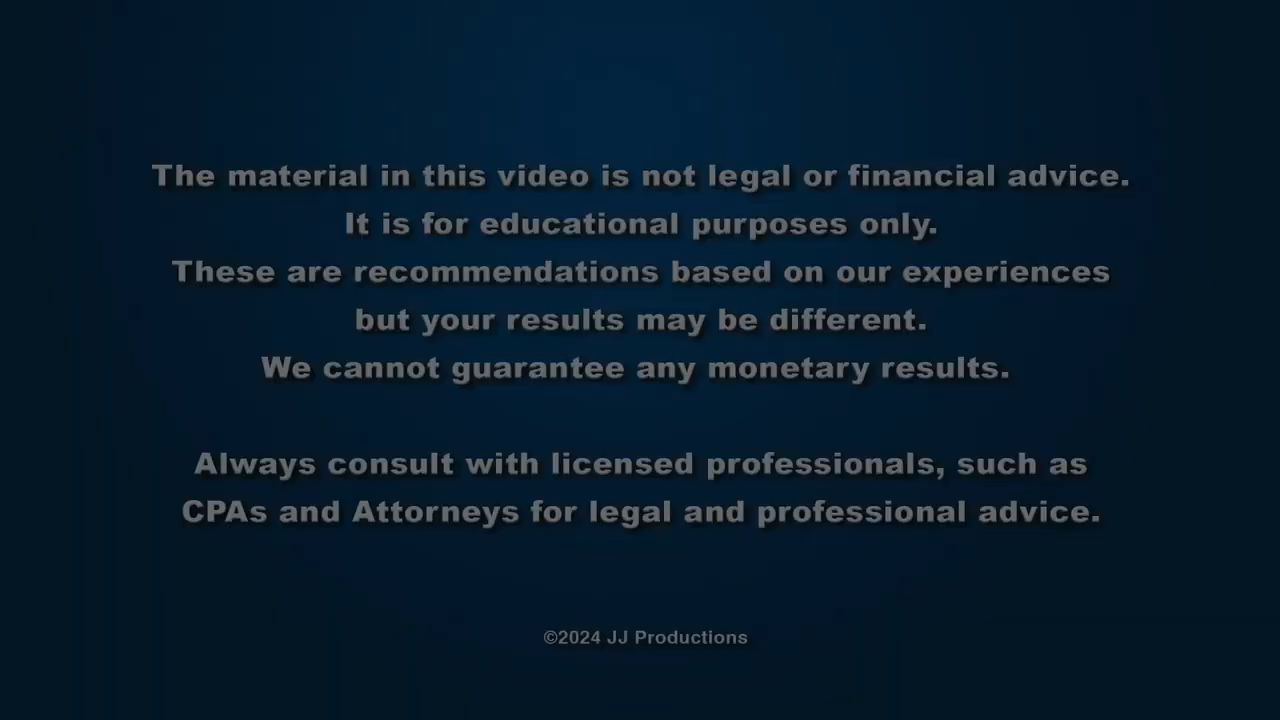 The material in this video is not legal or financial advice.
It is for educational purposes only.
These are recommendations based on our experiences
but your results may be different.
We cannot guarantee any monetary results.
Always consult with licensed professionals, such as
CPAs and Attorneys for legal and professional advice.
©2024 JJ Productions